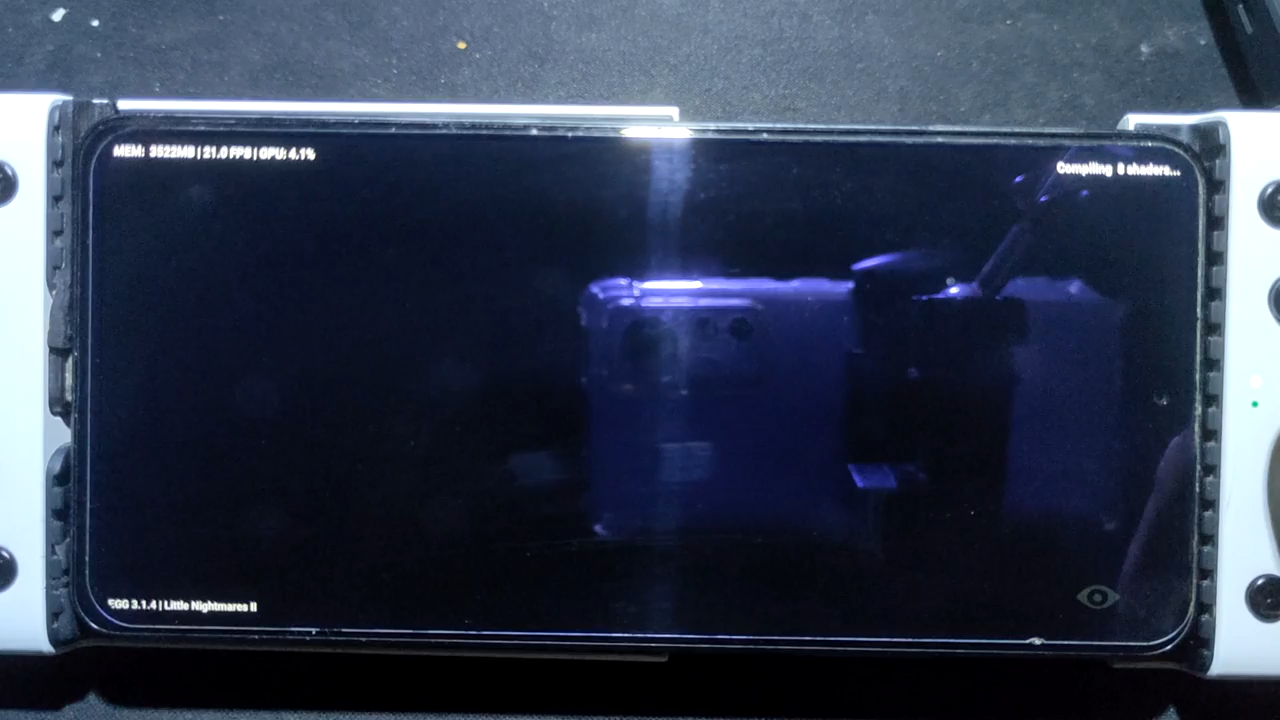 MEM: 3522MB | 21.0 FPS | GPU: 4.1%
Compiling 8 shaders...
EGG 3.1.4 | Little Nightmares II